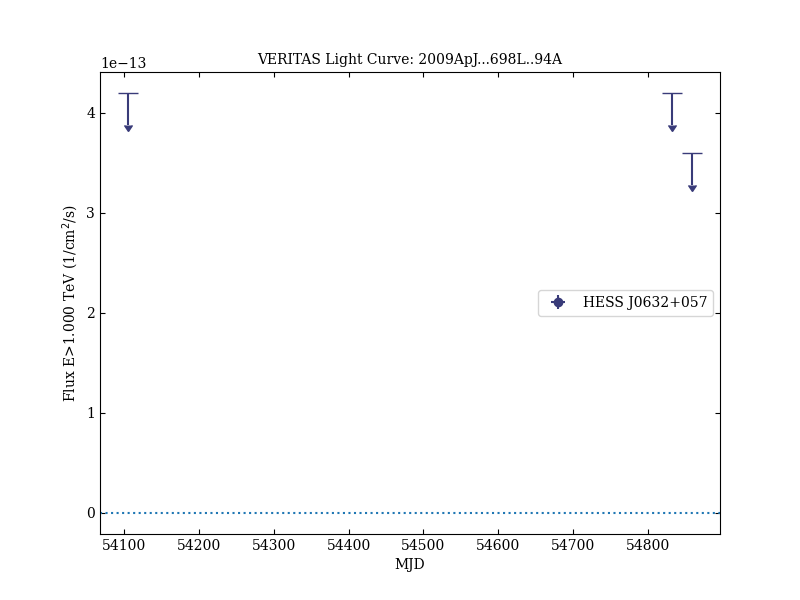 VERITAS Light Curve: 2009ApJ...698L..94A
1e−13
4
3
2
1
0
Flux E>1.000 TeV (1/cm²/s)
HESS J0632+057
54100 54200 54300 54400 54500 54600 54700 54800
MJD